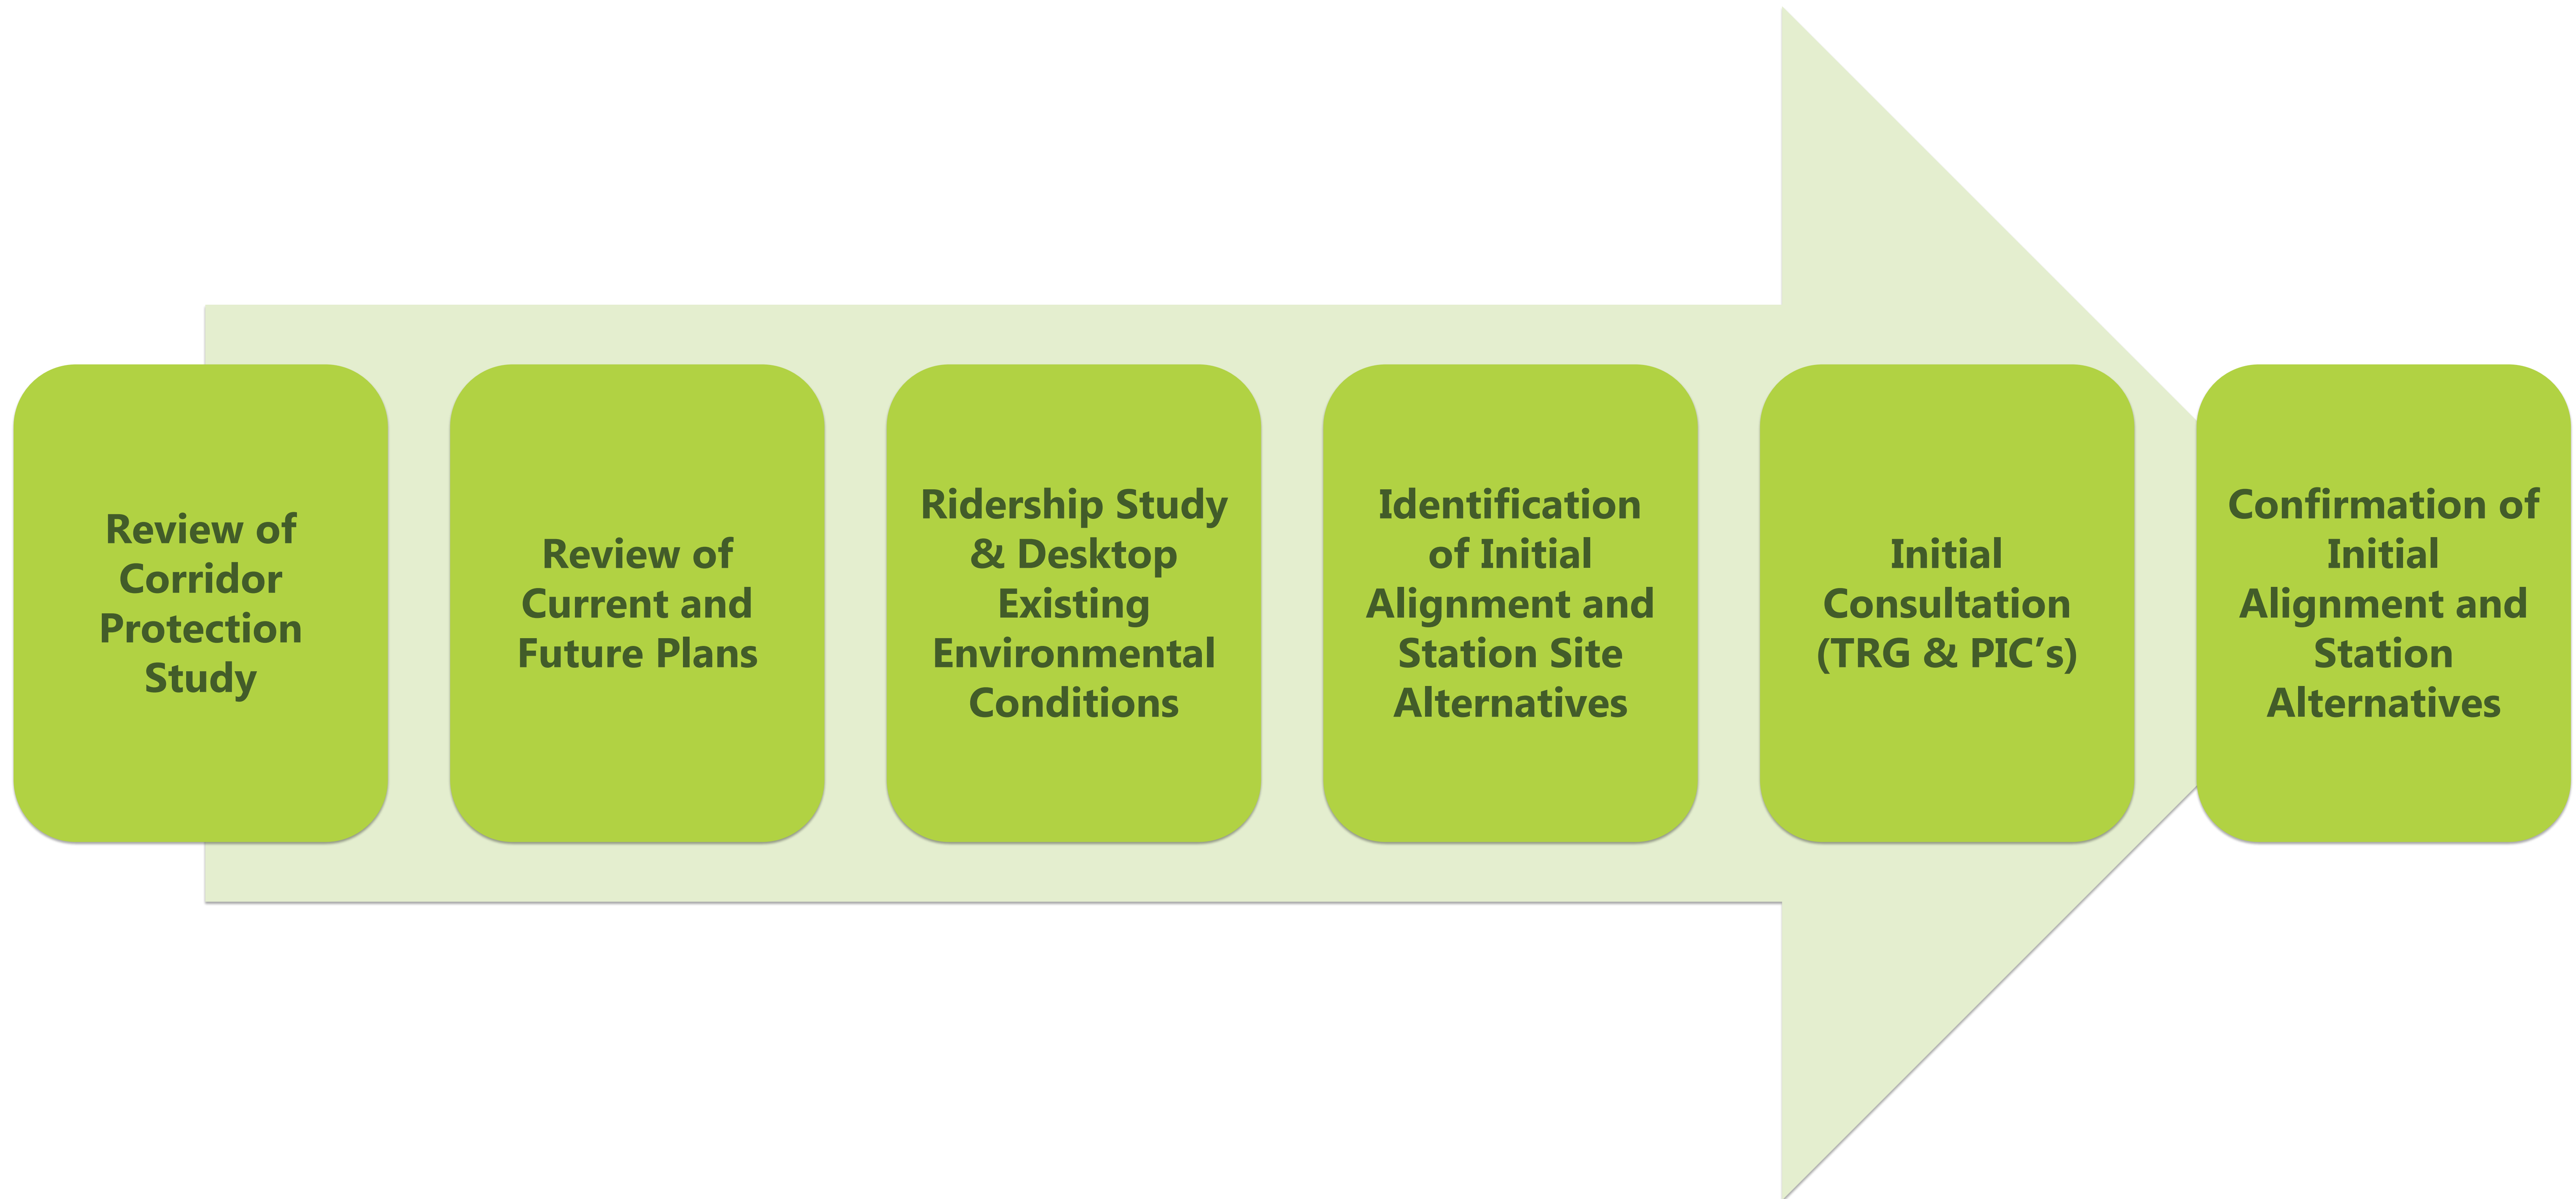 Review of
Corridor
Protection
Study
Review of
Current and
Future Plans
Ridership Study
& Desktop
Existing
Environmental
Conditions
Identification
of Initial
Alignment and
Station Site
Alternatives
Initial
Consultation
(TRG & PIC’s)
Confirmation of
Initial
Alignment and
Station
Alternatives